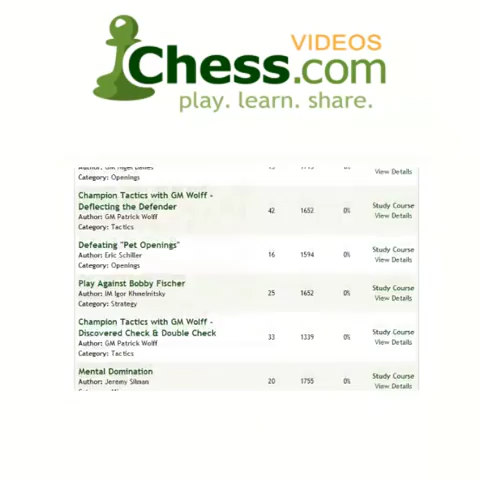 VIDEOS
Chess.com
play. learn. share.
Category: Openings
View Details
Champion Tactics with GM Wolff -
Deflecting the Defender
Author: GM Patrick Wolff
Category: Tactics
42 1652 0% Study Course
View Details
Defeating "Pet Openings"
Author: Eric Schiller
Category: Openings
16 1594 0% Study Course
View Details
Play Against Bobby Fischer
Author: IM Igor Khmelnitsky
Category: Strategy
25 1652 0% Study Course
View Details
Champion Tactics with GM Wolff -
Discovered Check & Double Check
Author: GM Patrick Wolff
Category: Tactics
33 1339 0% Study Course
View Details
Mental Domination
Author: Jeremy Silman
20 1755 0% Study Course
View Details